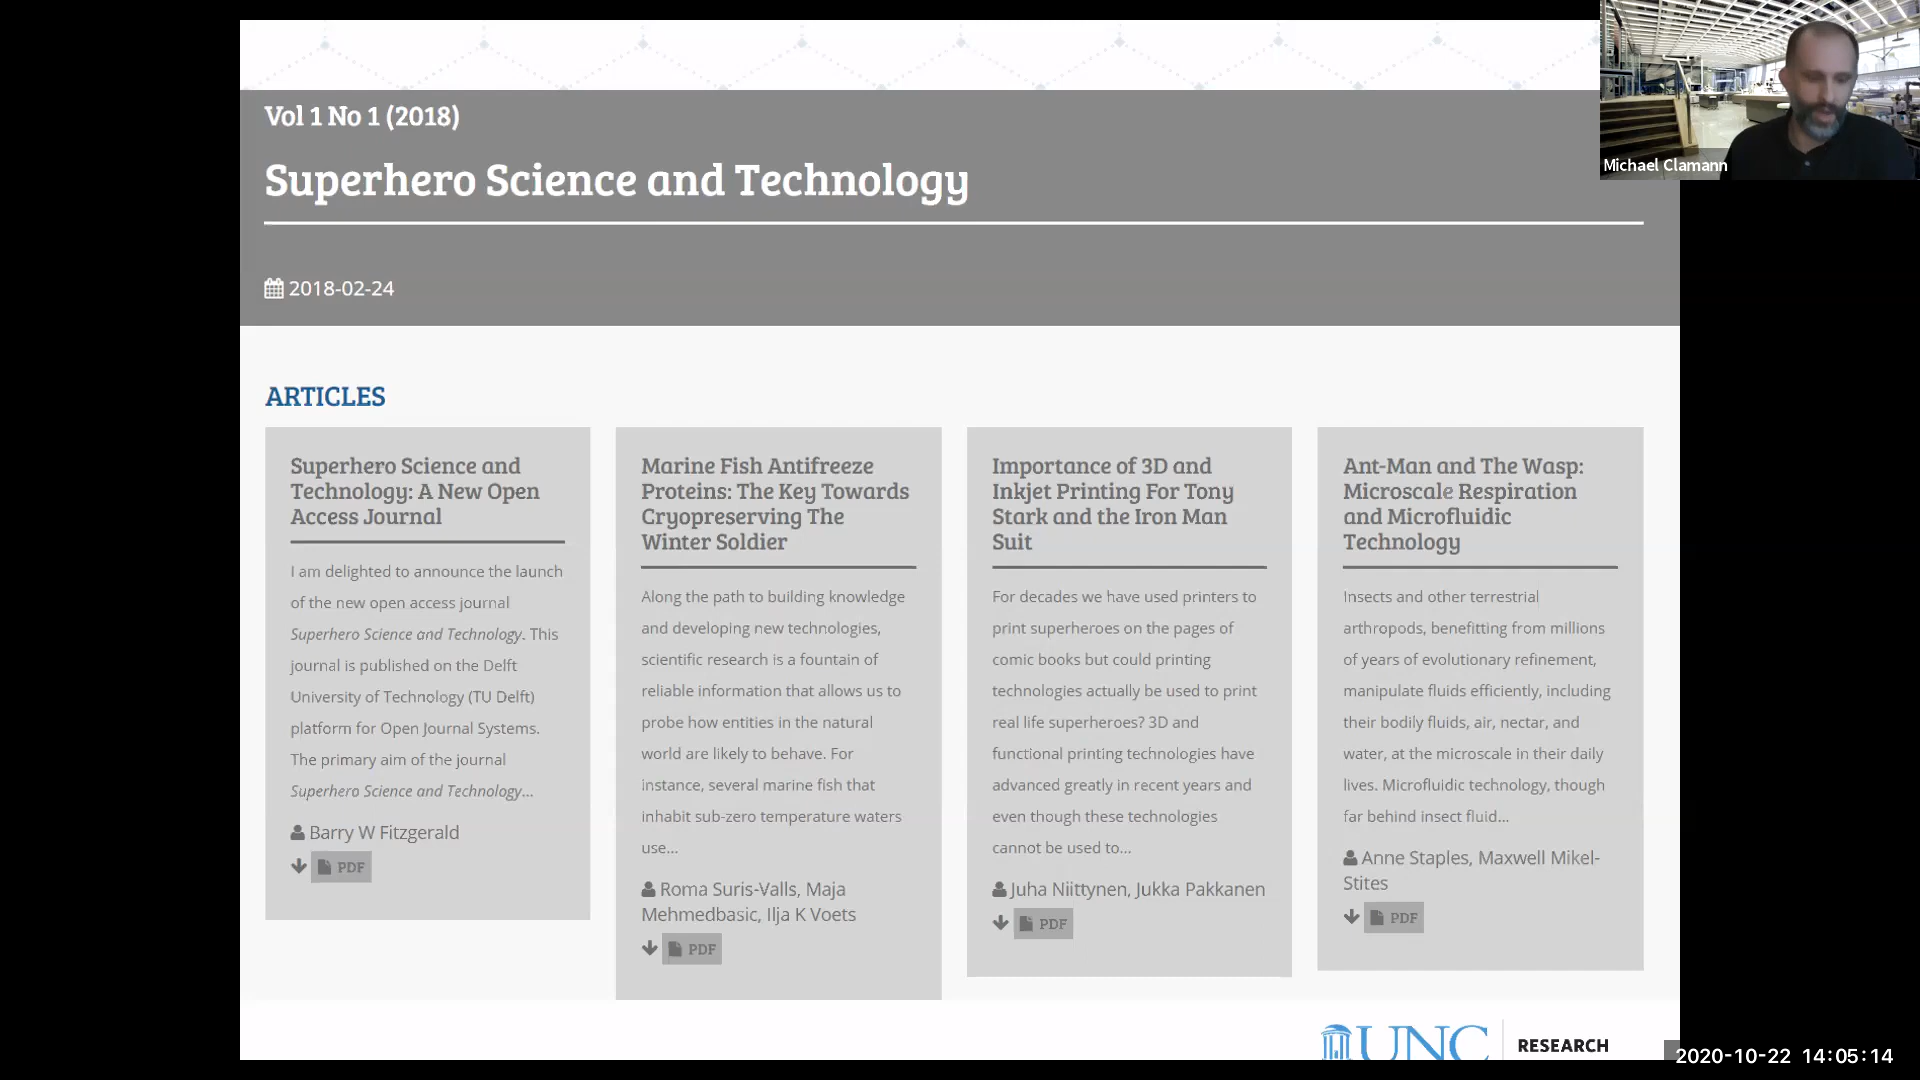 Vol 1 No 1 (2018)
Superhero Science and Technology
2018-02-24
ARTICLES
Superhero Science and
Technology: A New Open
Access Journal
I am delighted to announce the launch
of the new open access journal
Superhero Science and Technology. This
journal is published on the Delft
University of Technology (TU Delft)
platform for Open Journal Systems.
The primary aim of the journal
Superhero Science and Technology...
Barry W Fitzgerald
PDF
Marine Fish Antifreeze
Proteins: The Key Towards
Cryopreserving The
Winter Soldier
Along the path to building knowledge
and developing new technologies,
scientific research is a fountain of
reliable information that allows us to
probe how entities in the natural
world are likely to behave. For
instance, several marine fish that
inhabit sub-zero temperature waters
use...
Roma Suris-Valls, Maja
Mehmedbasic, Ilja K Voets
PDF
Importance of 3D and
Inkjet Printing For Tony
Stark and the Iron Man
Suit
For decades we have used printers to
print superheroes on the pages of
comic books but could printing
technologies actually be used to print
real life superheroes? 3D and
functional printing technologies have
advanced greatly in recent years and
even though these technologies
cannot be used to...
Juha Niittynen, Jukka Pakkanen
PDF
Ant-Man and The Wasp:
Microscale Respiration
and Microfluidic
Technology
Insects and other terrestrial
arthropods, benefitting from millions
of years of evolutionary refinement,
manipulate fluids efficiently, including
their bodily fluids, air, nectar, and
water, at the microscale in their daily
lives. Microfluidic technology, though
far behind insect fluid...
Anne Staples, Maxwell Mikel-
Stites
PDF
UNC RESEARCH
Michael Clamann
2020-10-22 14:05:14